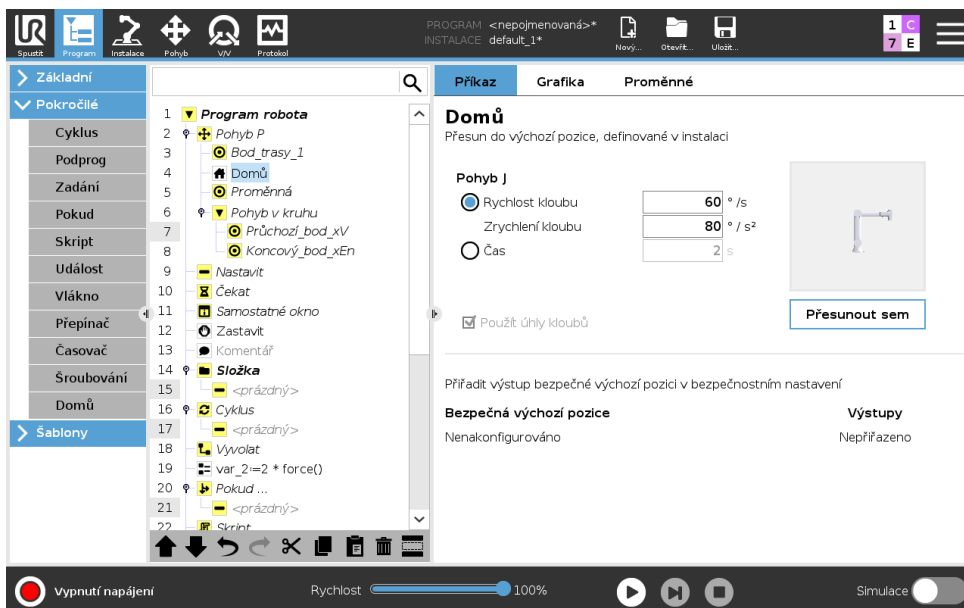 PROGRAM <nepojmenovaná>*
INSTALACE default_1*
Spustit
Program
Instalace
Pohyb
V/V
Protokol
Nový...
Otevřít...
Uložit...
1 C
7 E
Základní
Pokročilé
Cyklus
Podprog
Zadání
Pokud
Skript
Událost
Vlákno
Přepínač
Časovač
Šroubování
Domů
Šablony
1 Program robota
2 Pohyb P
3 Bod_trasy_1
4 Domů
5 Proměnná
6 Pohyb v kruhu
7 Průchozí_bod_xV
8 Koncový_bod_xEn
9 Nastavit
10 Čekat
11 Samostatné okno
12 Zastavit
13 Komentář
14 Složka
15 <prázdný>
16 Cyklus
17 <prázdný>
18 Vyvolat
19 var_2:=2 * force()
20 Pokud ...
21 <prázdný>
22 Skript
Příkaz Grafika Proměnné
Domů
Přesun do výchozí pozice, definované v instalaci
Pohyb J
Rychlost kloubu 60 ° /s
Zrychlení kloubu 80 ° / s²
Čas 2 s
Použít úhly kloubů
Přesunout sem
Přiřadit výstup bezpečné výchozí pozici v bezpečnostním nastavení
Bezpečná výchozí pozice Výstupy
Nenakonfigurováno Nepřiřazeno
Vypnutí napájení
Rychlost 100%
Simulace